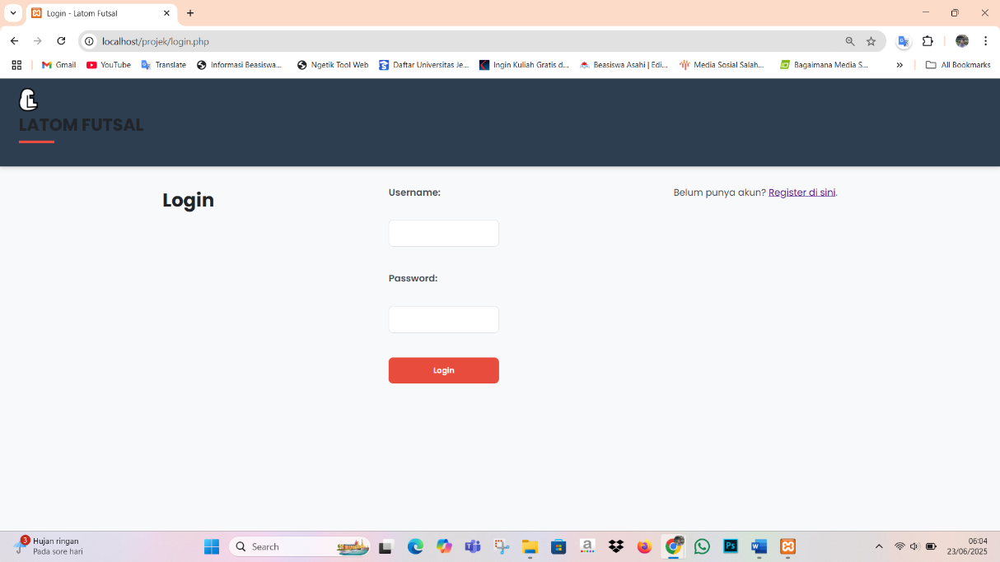 Login - Latom Futsal
localhost/projek/login.php
Gmail YouTube Translate Informasi Beasiswa... Ngetik Tool Web Daftar Universitas Je... Ingin Kuliah Gratis d... Beasiswa Asahi | Edi... Media Sosial Salah... Bagaimana Media S... » All Bookmarks
L
LATOM FUTSAL
Login
Username:
Belum punya akun? Register di sini.
Password:
Login
3
Hujan ringan
Pada sore hari
Search
a
Ps
W
06:04
23/06/2025